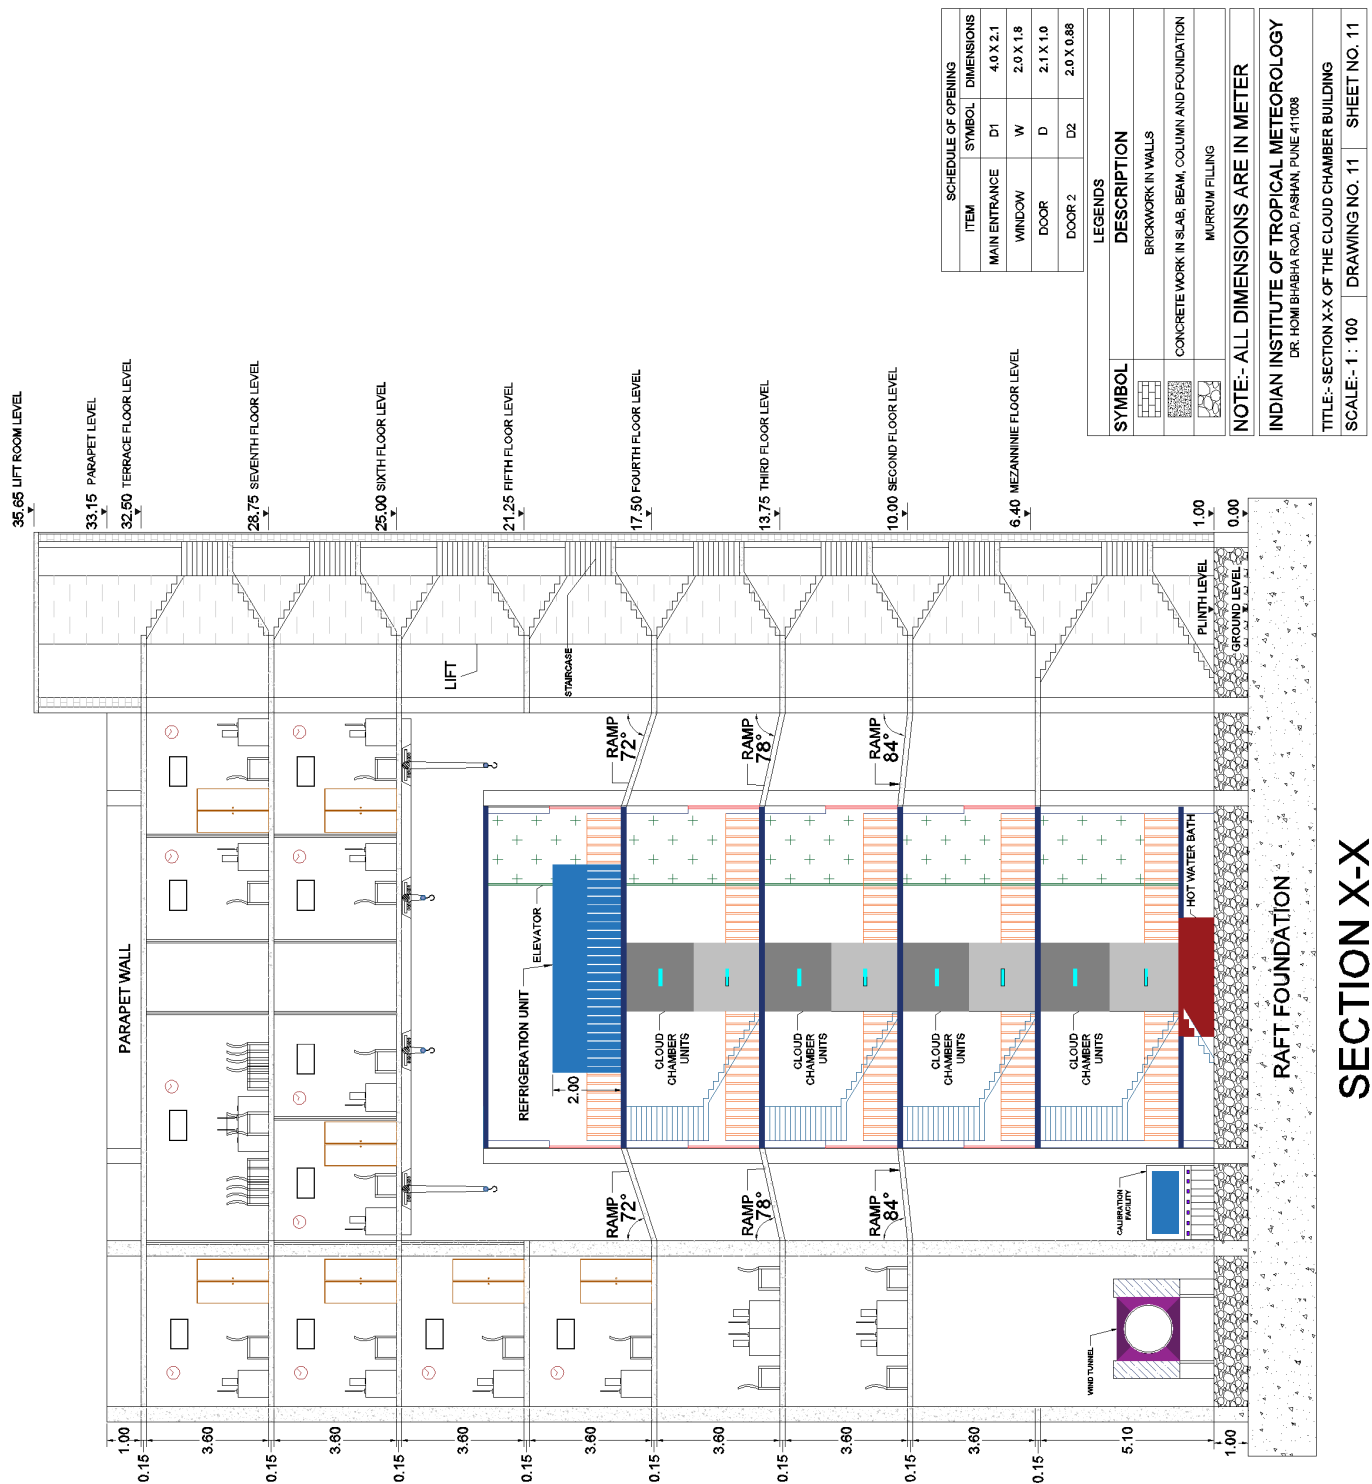 35.65 LIFT ROOM LEVEL
33.15 PARAPET LEVEL
32.50 TERRACE FLOOR LEVEL
28.75 SEVENTH FLOOR LEVEL
25.00 SIXTH FLOOR LEVEL
21.25 FIFTH FLOOR LEVEL
17.50 FOURTH FLOOR LEVEL
13.75 THIRD FLOOR LEVEL
10.00 SECOND FLOOR LEVEL
6.40 MEZANNINIE FLOOR LEVEL
1.00
0.00
PLINTH LEVEL
GROUND LEVEL
LIFT
STAIRCASE
PARAPET WALL
REFRIGERATION UNIT
ELEVATOR
2.00
RAMP
72°
RAMP
72°
RAMP
78°
RAMP
78°
RAMP
84°
RAMP
84°
CLOUD
CHAMBER
UNITS
CLOUD
CHAMBER
UNITS
CLOUD
CHAMBER
UNITS
CLOUD
CHAMBER
UNITS
HOT WATER BATH
CALIBRATION
FACILITY
WIND TUNNEL
RAFT FOUNDATION
1.00
0.15
3.60
0.15
3.60
0.15
3.60
0.15
3.60
0.15
3.60
0.15
3.60
0.15
3.60
0.15
5.10
1.00
SECTION X-X
SCHEDULE OF OPENING
ITEM SYMBOL DIMENSIONS
MAIN ENTRANCE D1 4.0 X 2.1
WINDOW W 2.0 X 1.8
DOOR D 2.1 X 1.0
DOOR 2 D2 2.0 X 0.88
LEGENDS
SYMBOL DESCRIPTION
BRICKWORK IN WALLS
CONCRETE WORK IN SLAB, BEAM, COLUMN AND FOUNDATION
MURRUM FILLING
NOTE:- ALL DIMENSIONS ARE IN METER
INDIAN INSTITUTE OF TROPICAL METEOROLOGY
DR. HOMI BHABHA ROAD, PASHAN, PUNE 411008
TITLE:-SECTION X-X OF THE CLOUD CHAMBER BUILDING
SCALE:- 1 : 100 DRAWING NO. 11 SHEET NO. 11